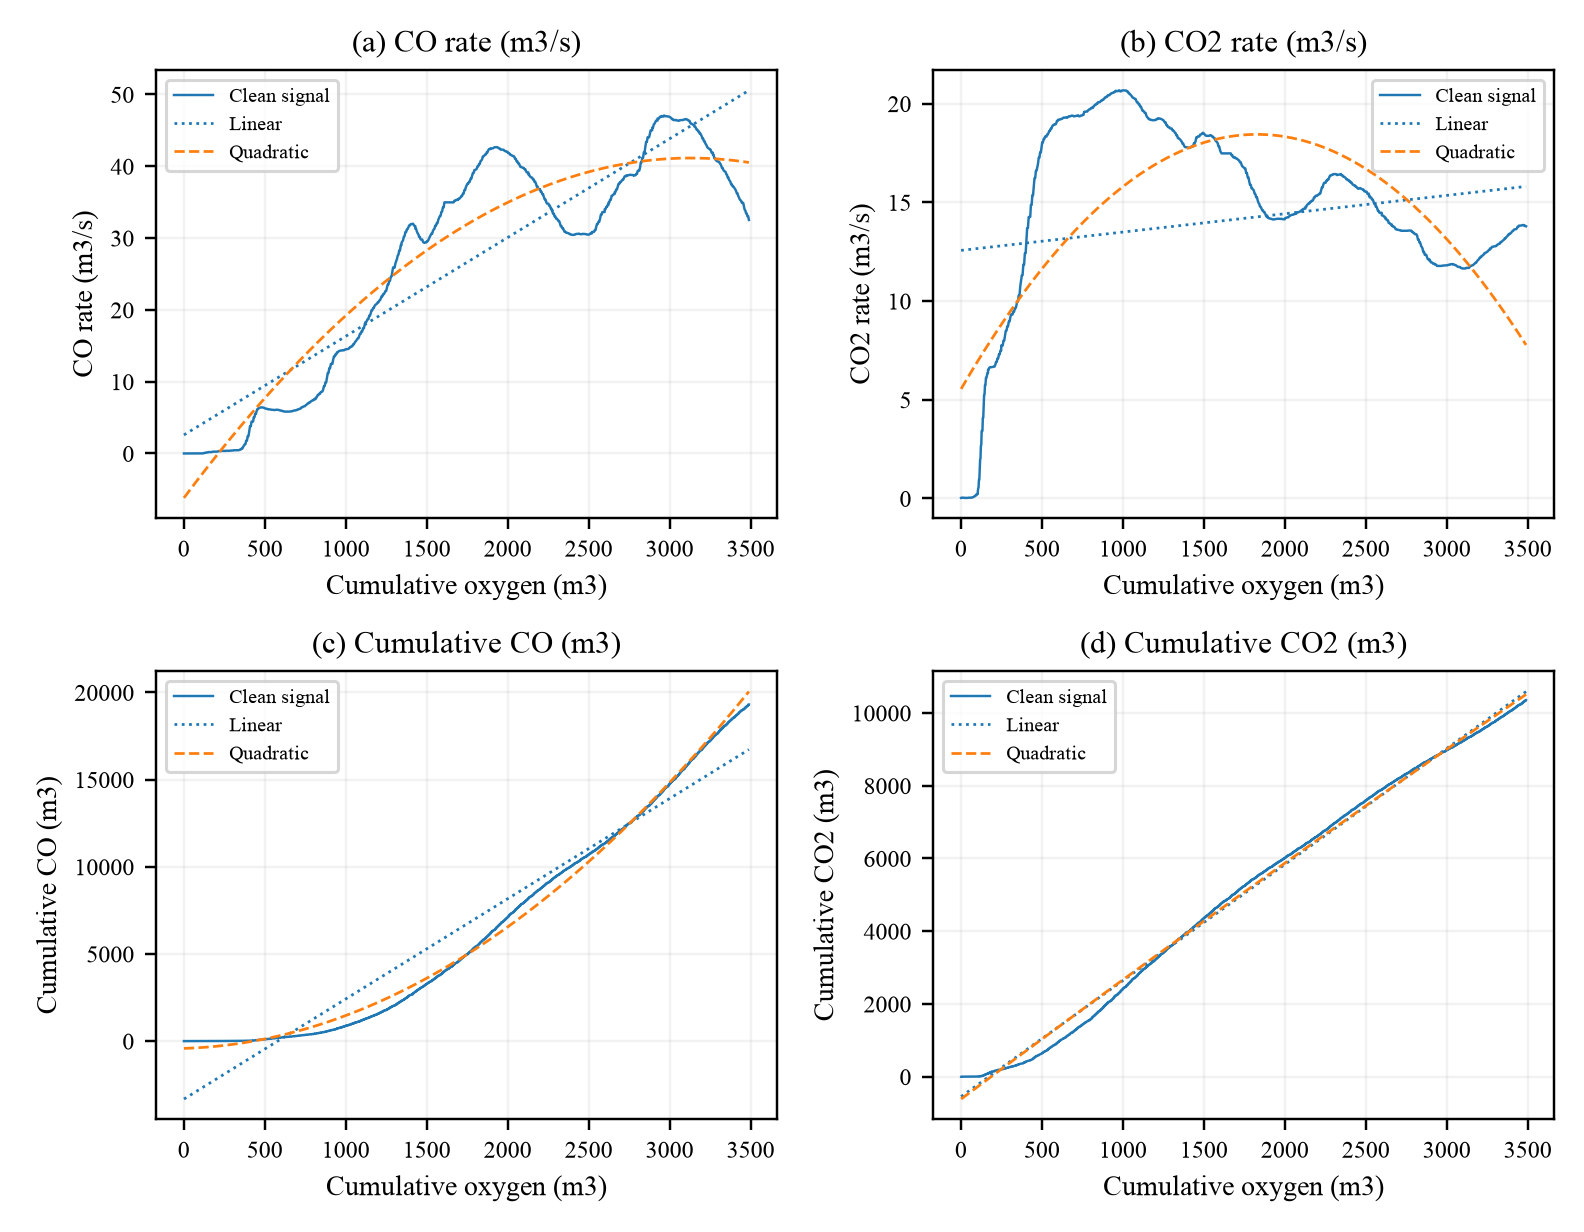 (a) CO rate (m3/s)
50
40
30
20
10
0
CO rate (m3/s)
Clean signal
Linear
Quadratic
0 500 1000 1500 2000 2500 3000 3500
Cumulative oxygen (m3)
(b) CO2 rate (m3/s)
20
15
10
5
0
CO2 rate (m3/s)
Clean signal
Linear
Quadratic
0 500 1000 1500 2000 2500 3000 3500
Cumulative oxygen (m3)
(c) Cumulative CO (m3)
20000
15000
10000
5000
0
Cumulative CO (m3)
Clean signal
Linear
Quadratic
0 500 1000 1500 2000 2500 3000 3500
Cumulative oxygen (m3)
(d) Cumulative CO2 (m3)
10000
8000
6000
4000
2000
0
Cumulative CO2 (m3)
Clean signal
Linear
Quadratic
0 500 1000 1500 2000 2500 3000 3500
Cumulative oxygen (m3)